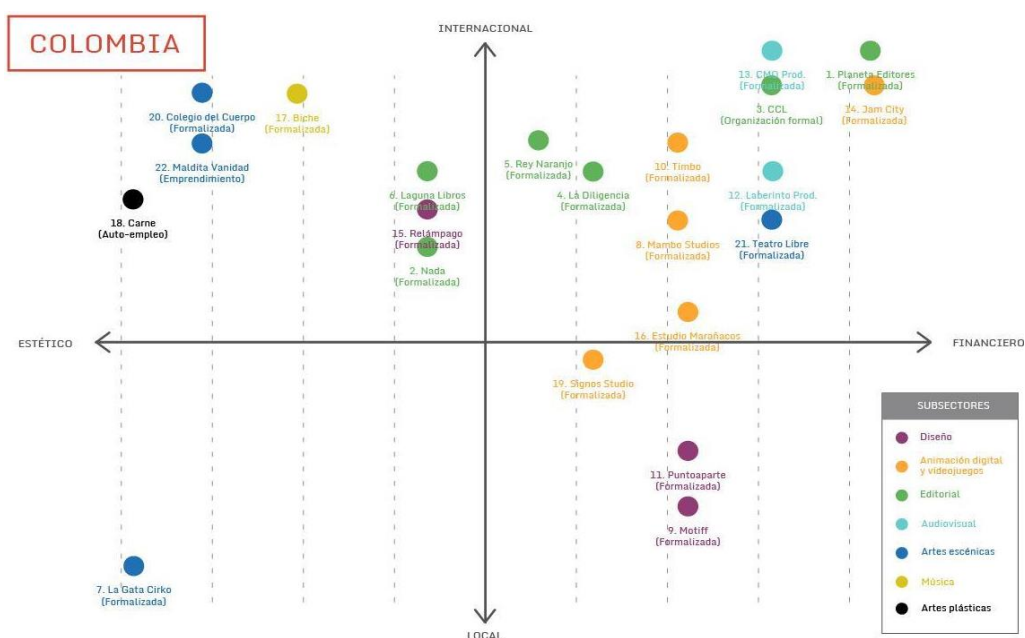 COLOMBIA
INTERNACIONAL
13. CMO Prod.
(Formalizada)
1. Planeta Editores
(Formalizada)
3. CCL
(Organización formal)
14. Jam City
(Formalizada)
20. Colegio del Cuerpo
(Formalizada)
17. Biche
(Formalizada)
22. Maldita Vanidad
(Emprendimiento)
5. Rey Naranjo
(Formalizada)
10. Timbo
(Formalizada)
6. Laguna Libros
(Formalizada)
4. La Diligencia
(Formalizada)
12. Laberinto Prod.
(Formalizada)
18. Carne
(Auto-empleo)
15. Relámpago
(Formalizada)
8. Mambo Studios
(Formalizada)
21. Teatro Libre
(Formalizada)
2. Nada
(Formalizada)
16. Estudio Marañacos
(Formalizada)
ESTÉTICO
FINANCIERO
19. Signos Studio
(Formalizada)
11. Puntoaparte
(Formalizada)
9. Motiff
(Formalizada)
7. La Gata Cirko
(Formalizada)
LOCAL
SUBSECTORES
Diseño
Animación digital
y videojuegos
Editorial
Audiovisual
Artes escénicas
Música
Artes plásticas